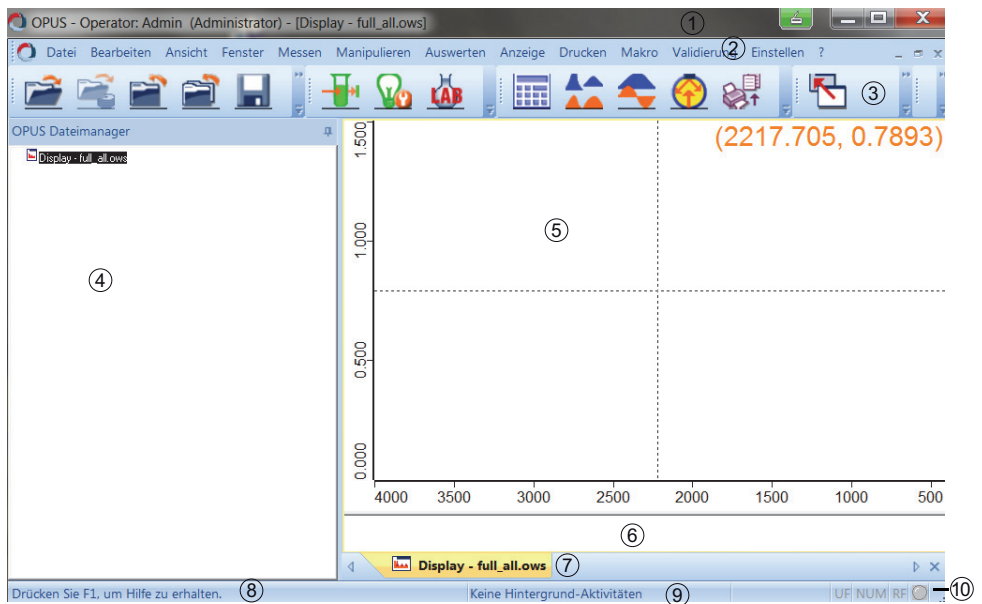 OPUS - Operator: Admin (Administrator) - [Display - full_all.ows]
①
Datei Bearbeiten Ansicht Fenster Messen Manipulieren Auswerten Anzeige Drucken Makro Validierung Einstellen ?
②
LAB
③
OPUS Dateimanager
Display - full_all.ows
④
(2217.705, 0.7893)
1.500
1.000
0.500
0.000
⑤
4000 3500 3000 2500 2000 1500 1000 500
⑥
Display - full_all.ows ⑦
Drücken Sie F1, um Hilfe zu erhalten. ⑧ Keine Hintergrund-Aktivitäten ⑨ UF NUM RF ⑩